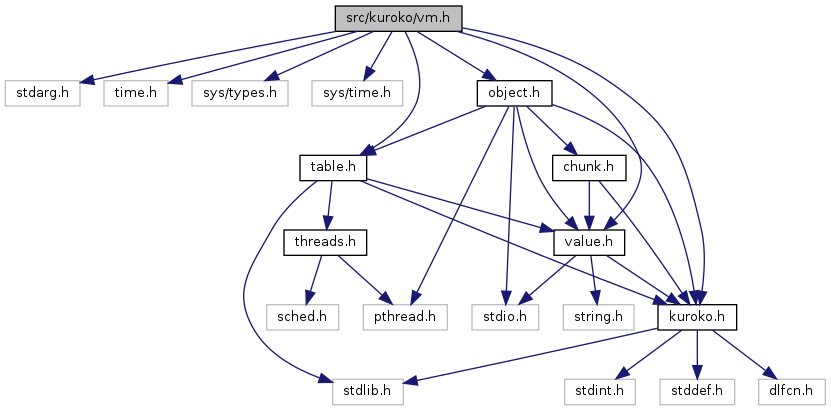 src/kuroko/vm.h
stdarg.h
time.h
sys/types.h
sys/time.h
object.h
table.h
chunk.h
threads.h
value.h
sched.h
pthread.h
stdio.h
string.h
kuroko.h
stdlib.h
stdint.h
stddef.h
dlfcn.h